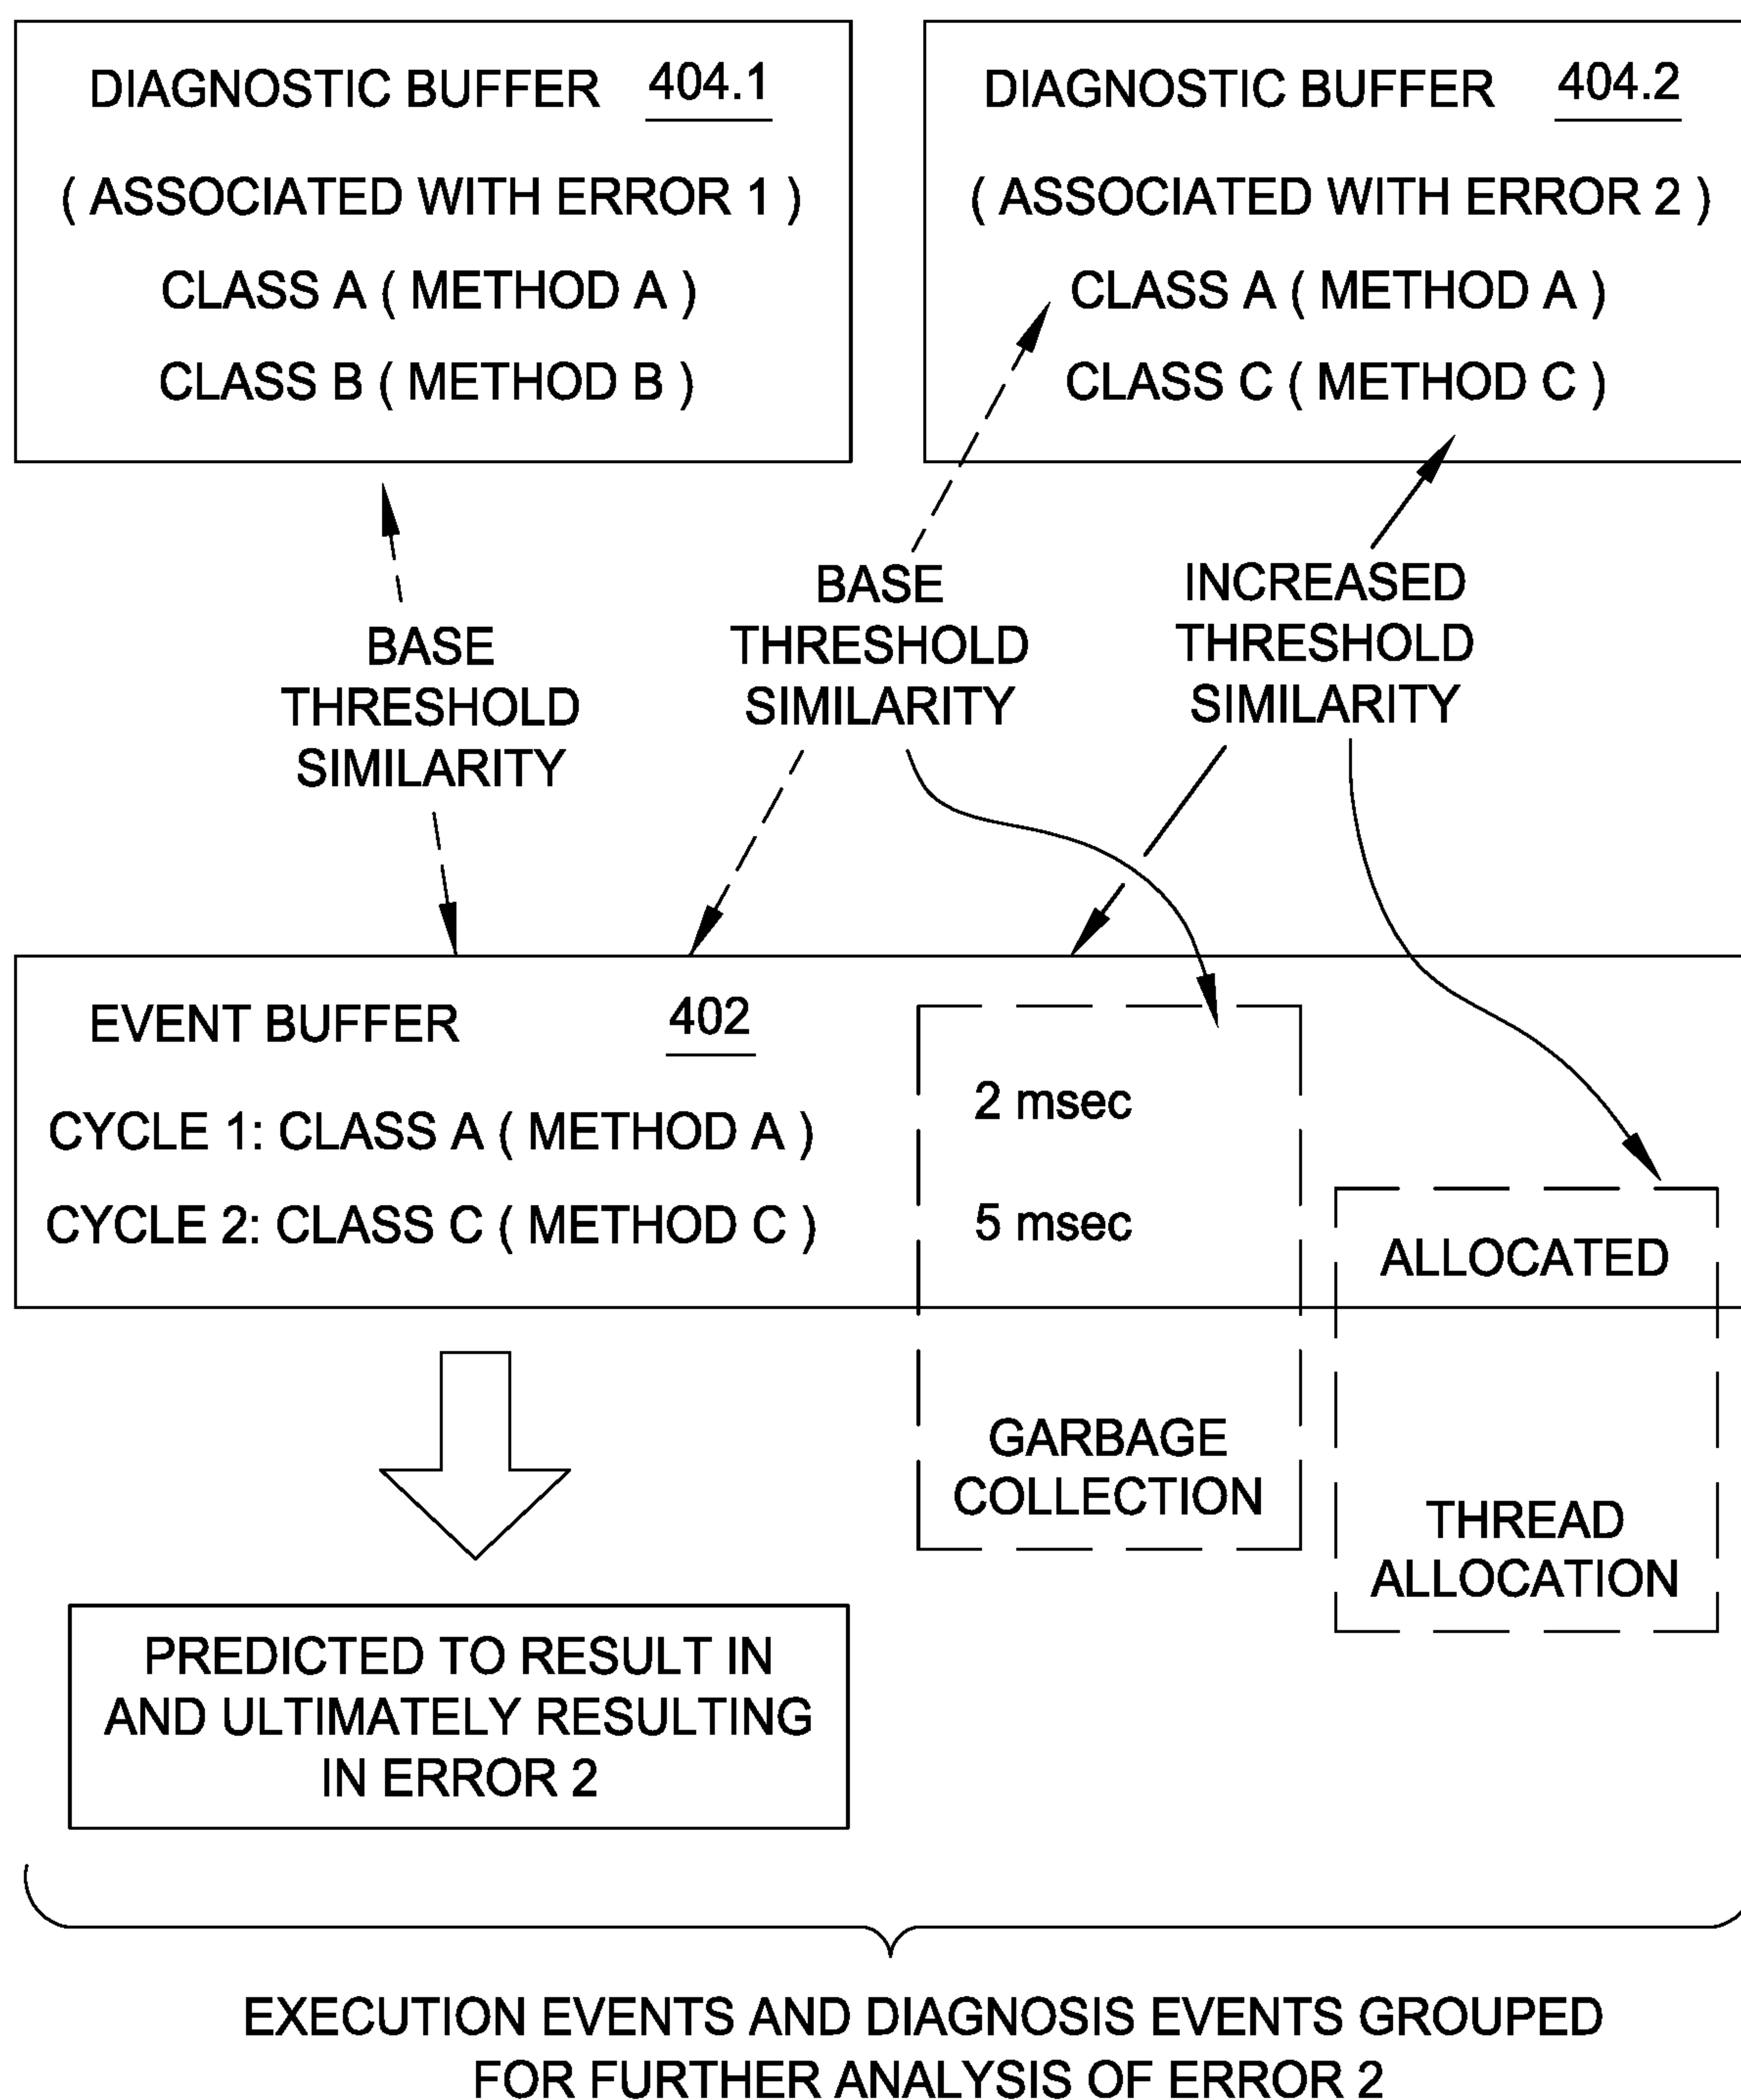 DIAGNOSTIC BUFFER 404.1
( ASSOCIATED WITH ERROR 1 )
CLASS A ( METHOD A )
CLASS B ( METHOD B )
DIAGNOSTIC BUFFER 404.2
( ASSOCIATED WITH ERROR 2 )
CLASS A ( METHOD A )
CLASS C ( METHOD C )
BASE
THRESHOLD
SIMILARITY
BASE
THRESHOLD
SIMILARITY
INCREASED
THRESHOLD
SIMILARITY
EVENT BUFFER 402
CYCLE 1: CLASS A ( METHOD A )
CYCLE 2: CLASS C ( METHOD C )
2 msec
5 msec
GARBAGE
COLLECTION
ALLOCATED
THREAD
ALLOCATION
PREDICTED TO RESULT IN
AND ULTIMATELY RESULTING
IN ERROR 2
EXECUTION EVENTS AND DIAGNOSIS EVENTS GROUPED
FOR FURTHER ANALYSIS OF ERROR 2